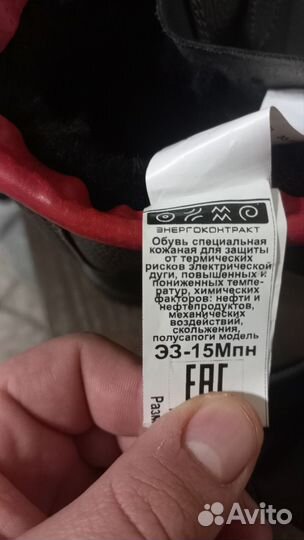 ЭНЕРГОКОНТРАКТ
Обувь специальная
кожаная для защиты
от термических
рисков электрической
дуги, повышенных и
пониженных темпе-
ратур, химических
факторов: нефти и
нефтепродуктов,
механических
воздействий,
скольжения,
полусапоги модель
ЭЗ-15Мпн
EAC
Разм
Avito